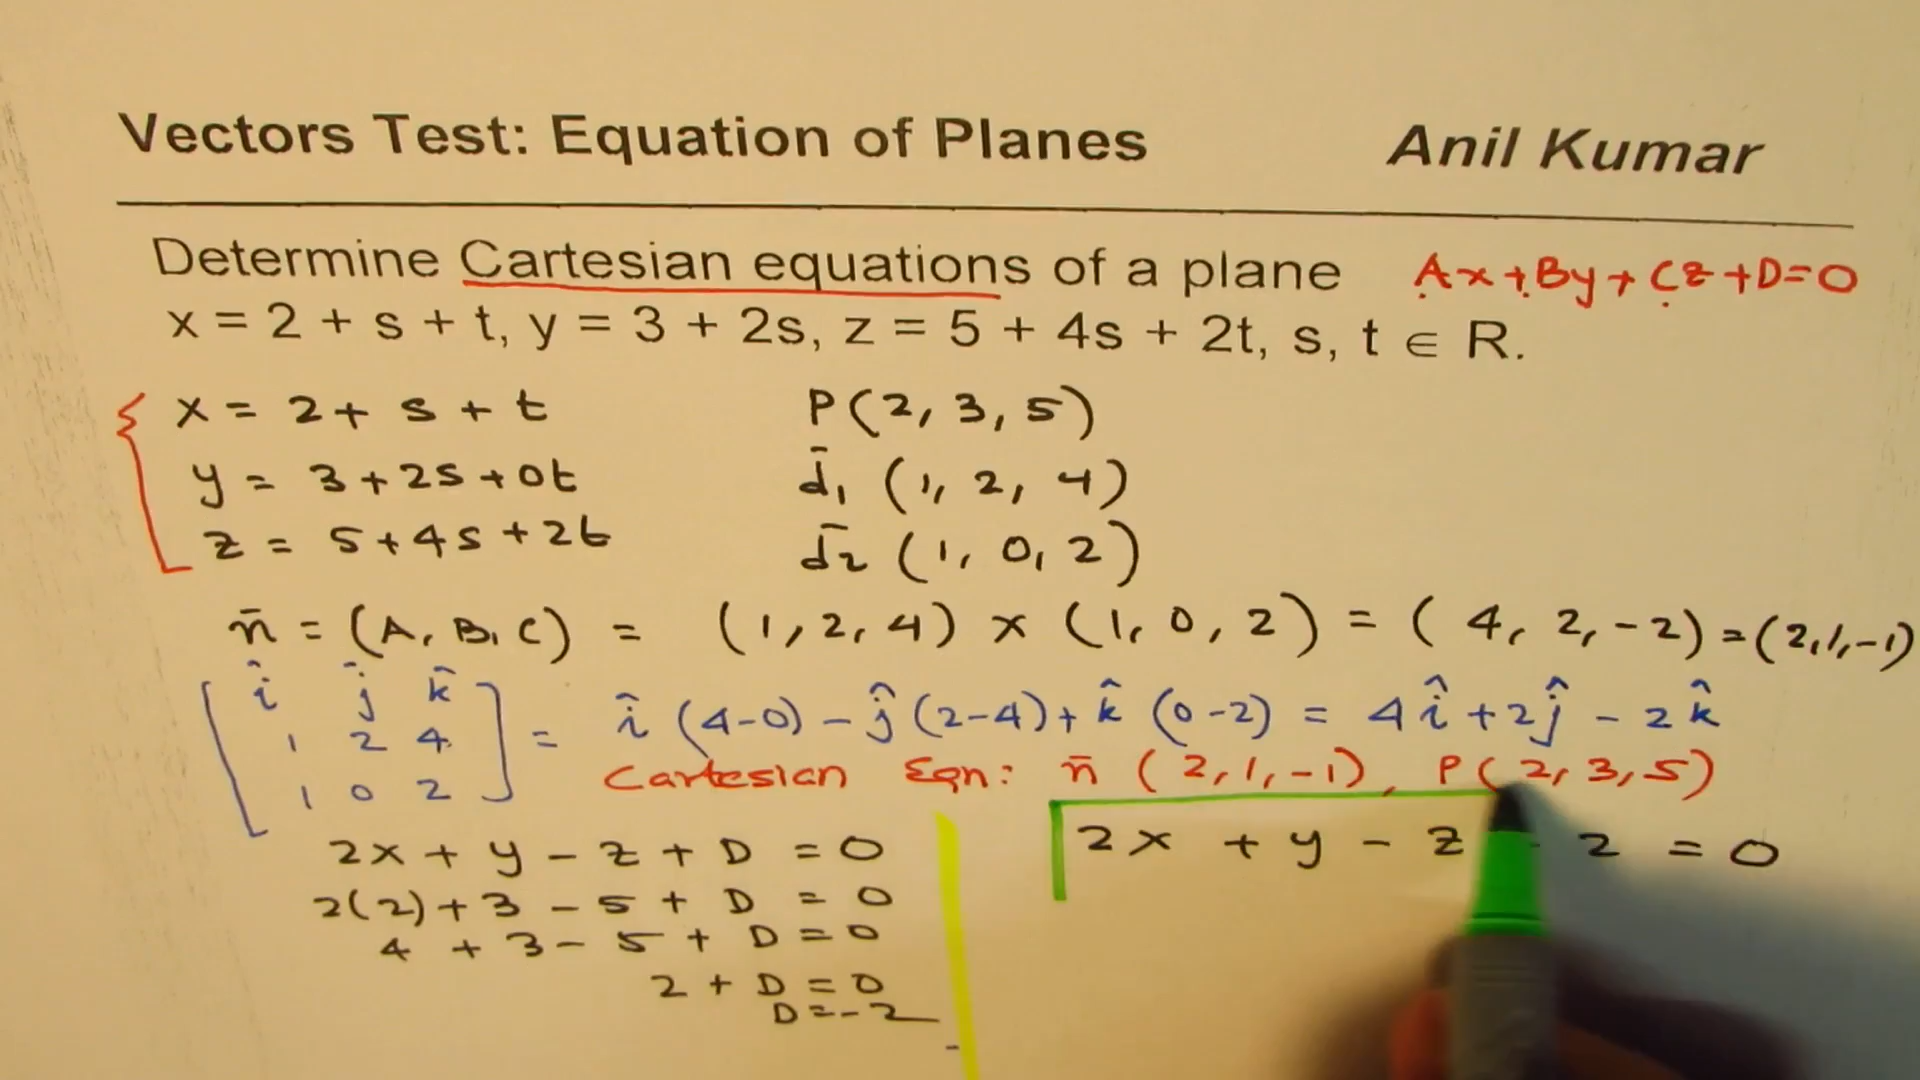 Vectors Test: Equation of Planes Anil Kumar
Determine Cartesian equations of a plane Ax+By+Cz+D=0
x = 2 + s + t, y = 3 + 2s, z = 5 + 4s + 2t, s, t ∈ R.
x = 2 + s + t P(2, 3, 5)
y = 3+2s+0t d̄₁ (1, 2, 4)
z = 5+4s+2t d̄₂ (1, 0, 2)
n̄ = (A, B, C) = (1, 2, 4) × (1, 0, 2) = (4, 2, -2) = (2, 1, -1)
î ĵ k̂
1 2 4 = î (4-0) - ĵ (2-4) + k̂ (0-2) = 4î + 2ĵ - 2k̂
1 0 2
Cartesian Eqn: n̄ (2, 1, -1), P(2, 3, 5)
2x + y - z + D = 0
2(2) + 3 - 5 + D = 0
4 + 3 - 5 + D = 0
2 + D = 0
D = -2
2x + y - z - 2 = 0